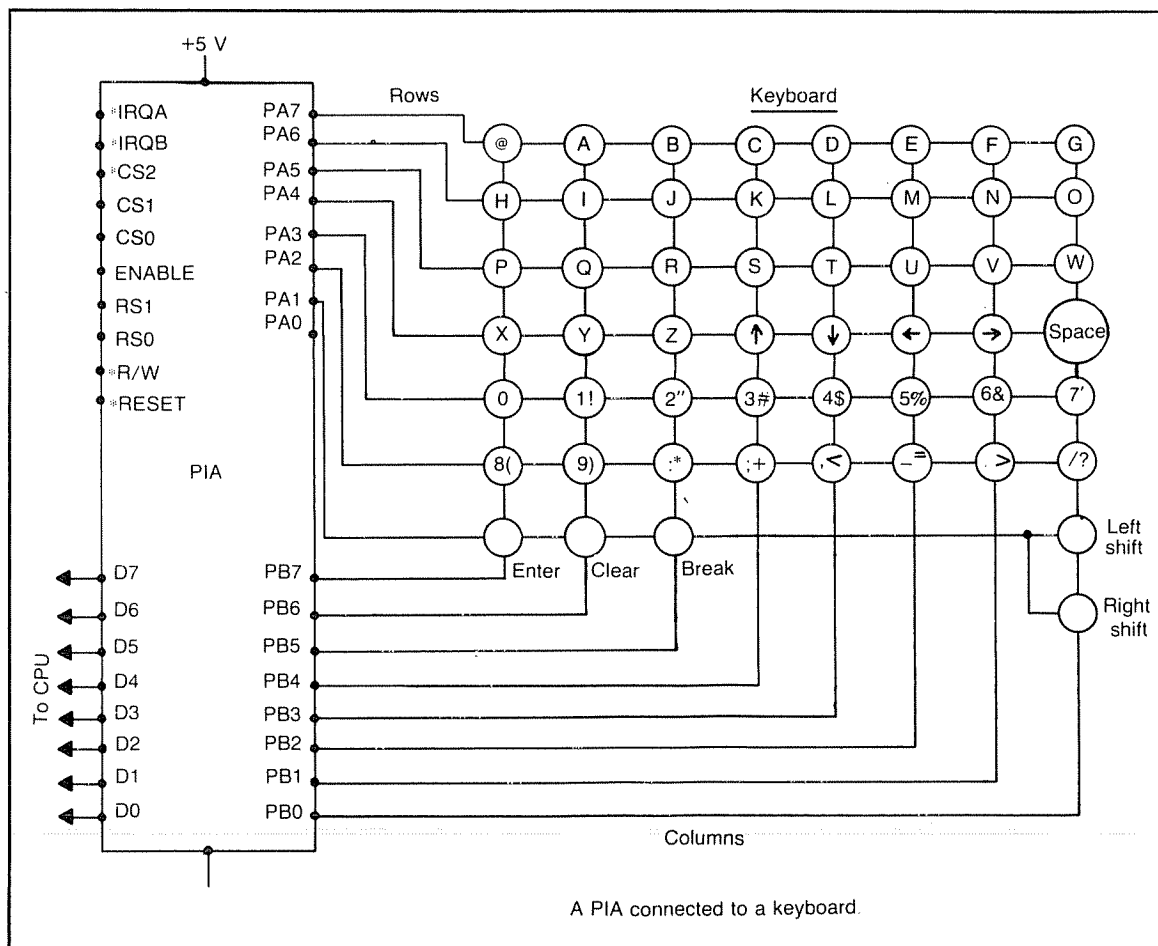 +5 V
*IRQA
*IRQB
*CS2
CS1
CS0
ENABLE
RS1
RS0
*R/W
*RESET
PIA
D7
D6
D5
D4
D3
D2
D1
D0
To CPU
PA7
PA6
PA5
PA4
PA3
PA2
PA1
PA0
PB7
PB6
PB5
PB4
PB3
PB2
PB1
PB0
Rows
Keyboard
@ A B C D E F G
H I J K L M N O
P Q R S T U V W
X Y Z ↑ ↓ ← → Space
0 1! 2" 3# 4$ 5% 6& 7'
8( 9) :* ;+ ,< -= .> /?
Enter Clear Break
Left
shift
Right
shift
Columns
A PIA connected to a keyboard.